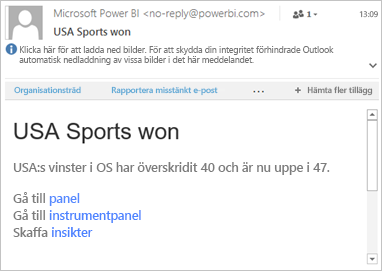 Microsoft Power BI <no-reply@powerbi.com>
1
13:09
USA Sports won
Klicka här för att ladda ned bilder. För att skydda din integritet förhindrade Outlook
automatisk nedladdning av vissa bilder i det här meddelandet.
Organisationsträd
Rapportera misstänkt e-post
...
+ Hämta fler tillägg
USA Sports won
USA:s vinster i OS har överskridit 40 och är nu uppe i 47.
Gå till panel
Gå till instrumentpanel
Skaffa insikter